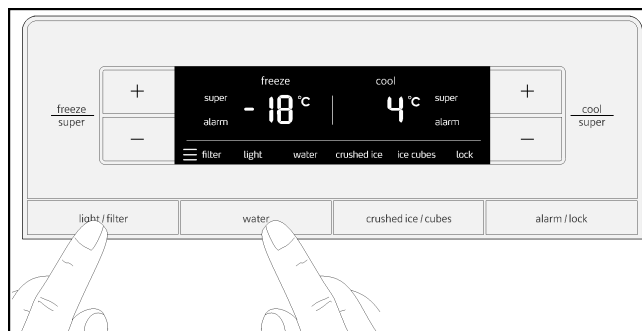 freeze
super
+
−
freeze
super
alarm
-18 °C
cool
4 °C
super
alarm
filter light water crushed ice ice cubes lock
+
−
cool
super
light / filter water crushed ice / cubes alarm / lock